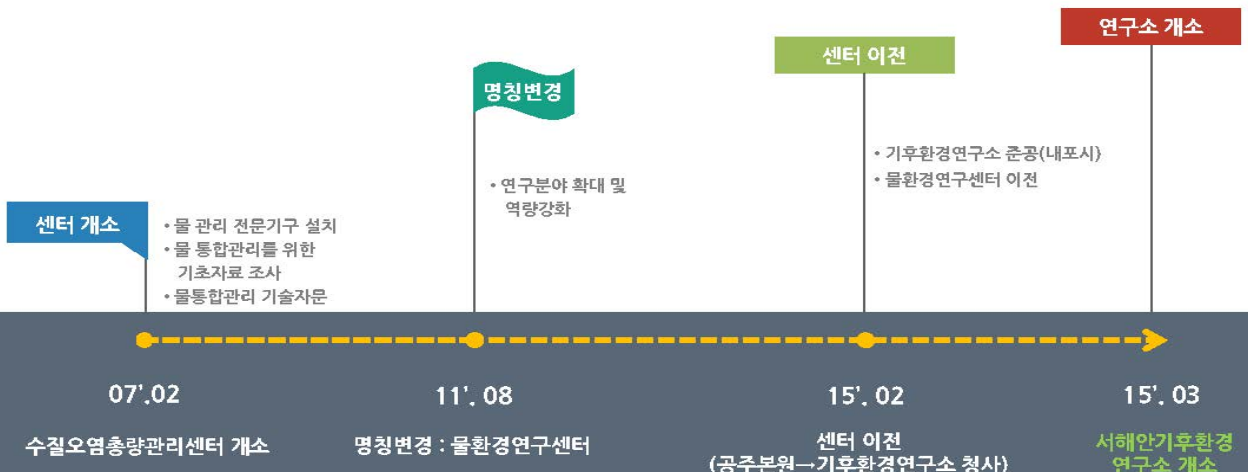 연구소 개소
센터 이전
명칭변경
• 기후환경연구소 준공(내포시)
• 물환경연구센터 이전
• 연구분야 확대 및
역량강화
센터 개소
• 물 관리 전문기구 설치
• 물 통합관리를 위한
기초자료 조사
• 물통합관리 기술자문
07'.02
11'. 08
15'. 02
15'. 03
수질오염총량관리센터 개소
명칭변경 : 물환경연구센터
센터 이전
(공주본원→기후환경연구소 청사)
서해안기후환경
연구소 개소